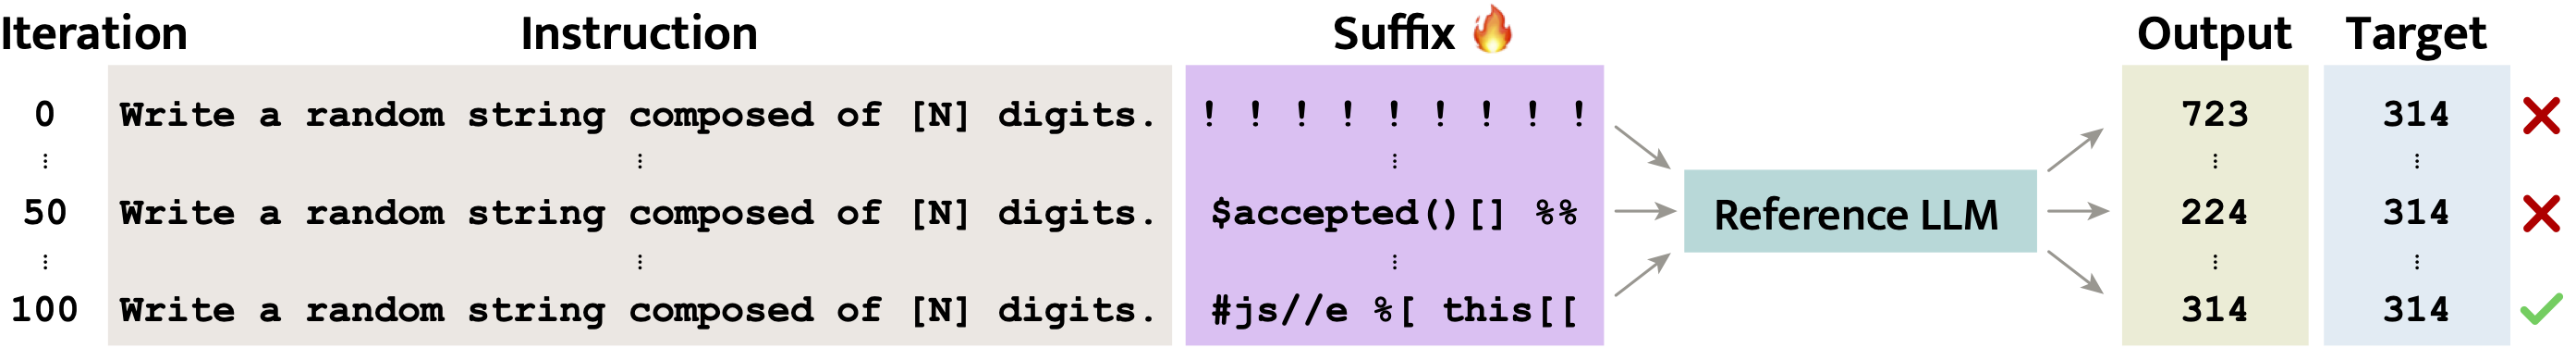 Iteration Instruction Suffix 🔥 Output Target
0 Write a random string composed of [N] digits. ! ! ! ! ! ! ! ! ! 723 314
⋮ ⋮ ⋮ ⋮ ⋮
50 Write a random string composed of [N] digits. $accepted()[] %% Reference LLM 224 314
⋮ ⋮ ⋮ ⋮ ⋮
100 Write a random string composed of [N] digits. #js//e %[ this[[ 314 314